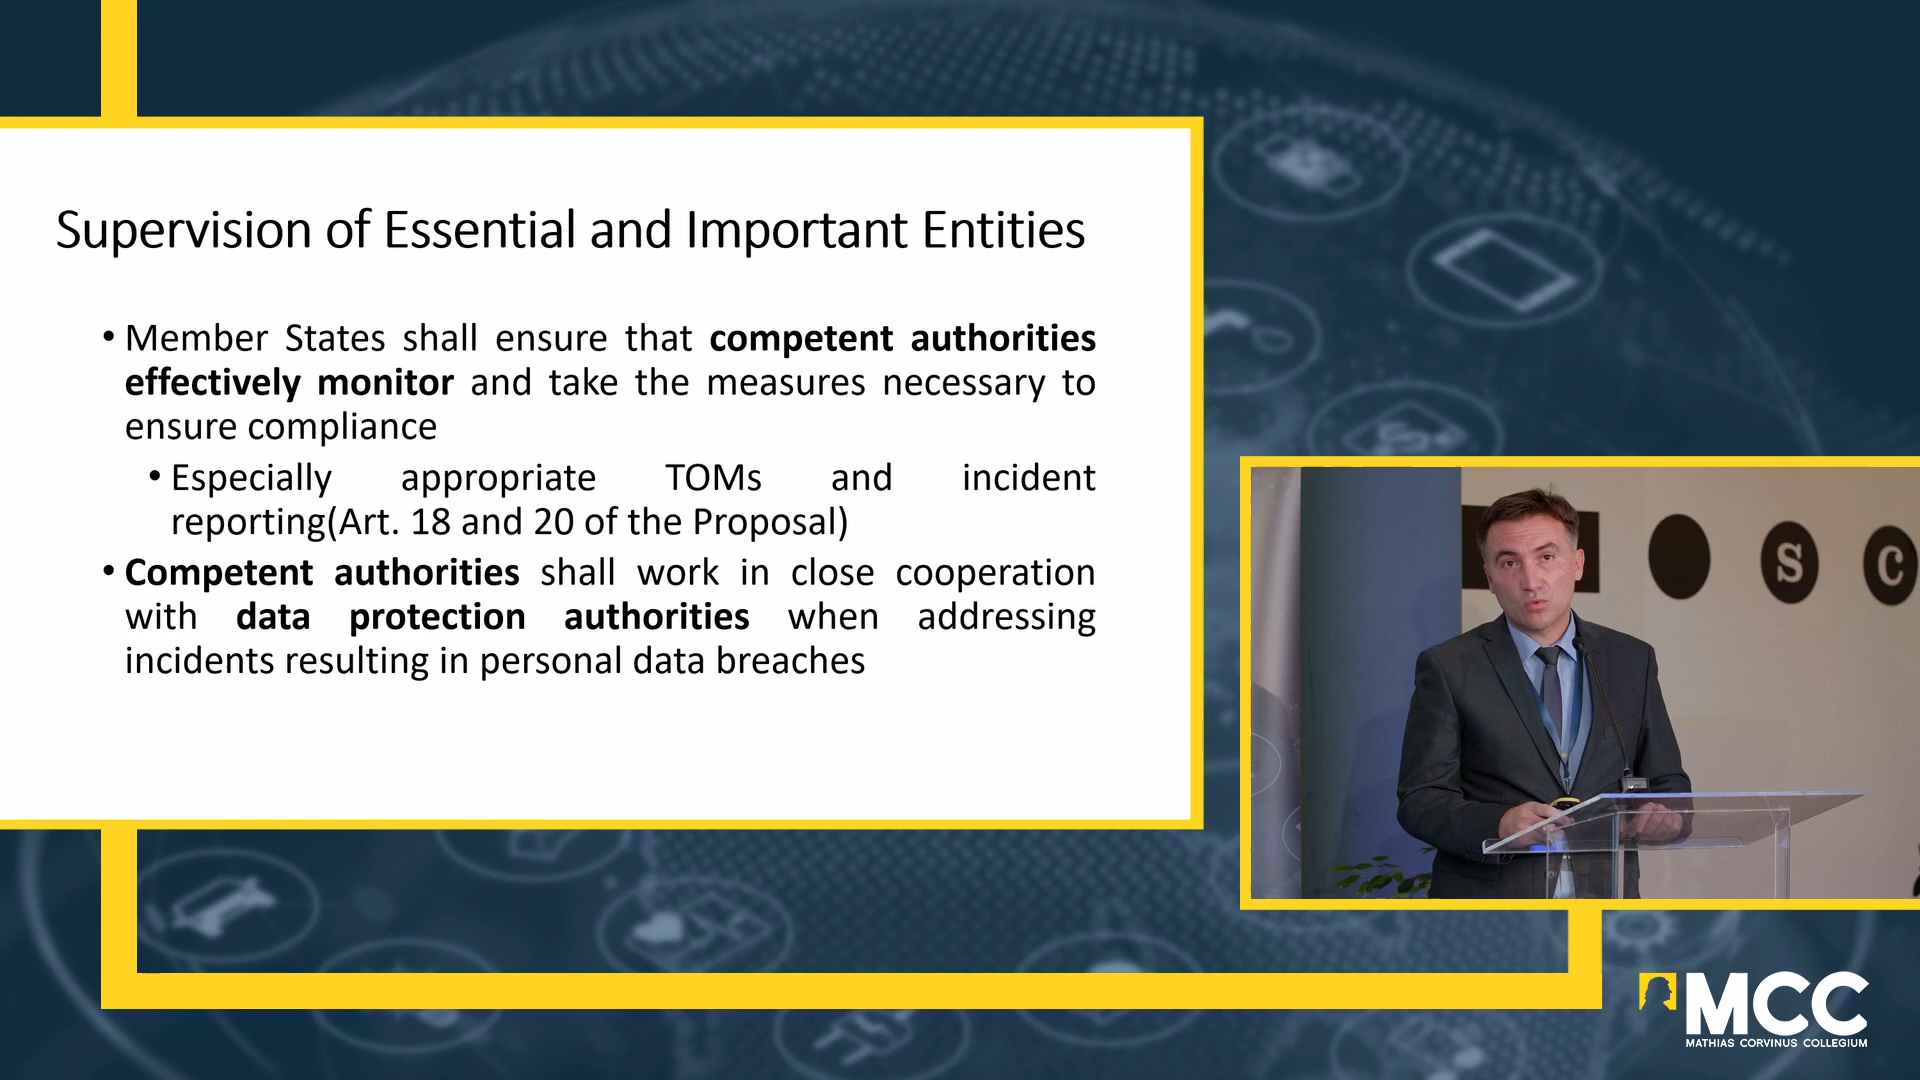 Supervision of Essential and Important Entities
• Member States shall ensure that competent authorities
effectively monitor and take the measures necessary to
ensure compliance
• Especially appropriate TOMs and incident
reporting(Art. 18 and 20 of the Proposal)
• Competent authorities shall work in close cooperation
with data protection authorities when addressing
incidents resulting in personal data breaches
S C
MCC
MATHIAS CORVINUS COLLEGIUM